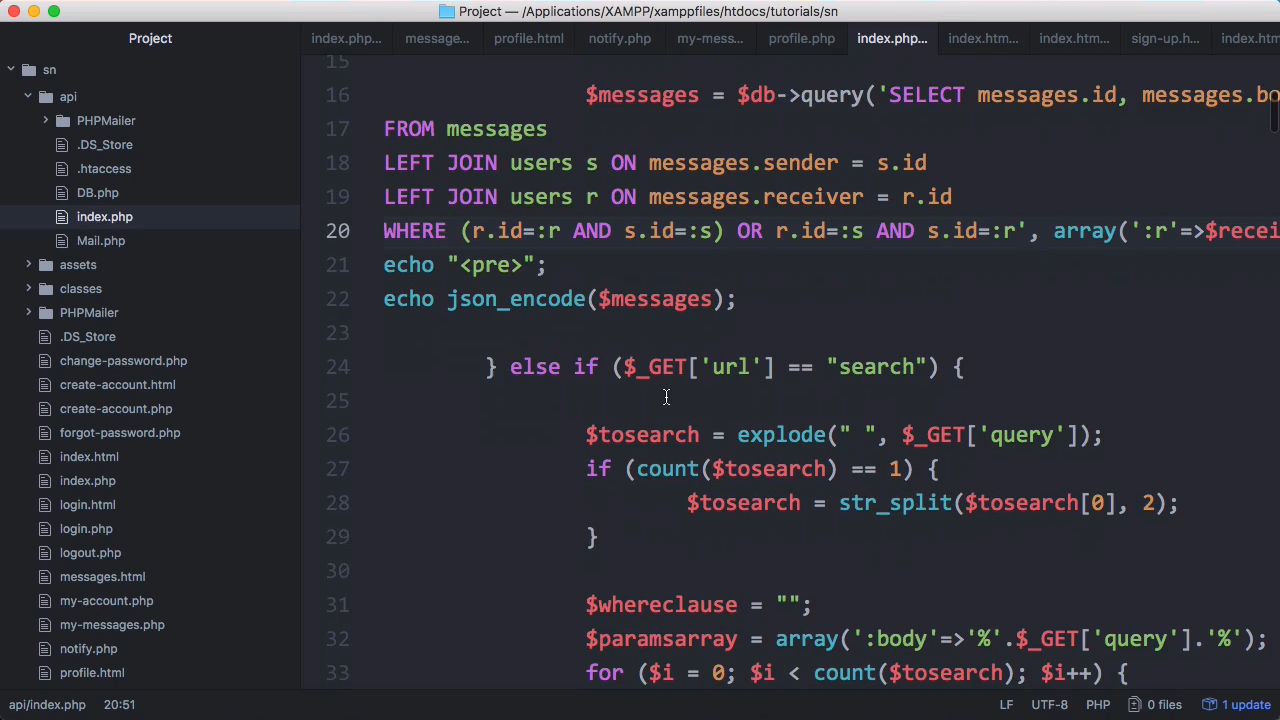 Project — /Applications/XAMPP/xamppfiles/htdocs/tutorials/sn
Project
index.php...
message...
profile.html
notify.php
my-mess...
profile.php
index.php...
index.htm...
index.htm...
sign-up.h...
index.htm
sn
api
PHPMailer
.DS_Store
.htaccess
DB.php
index.php
Mail.php
assets
classes
PHPMailer
.DS_Store
change-password.php
create-account.html
create-account.php
forgot-password.php
index.html
index.php
login.html
login.php
logout.php
messages.html
my-account.php
my-messages.php
notify.php
profile.html
15
16 $messages = $db->query('SELECT messages.id, messages.bo
17 FROM messages
18 LEFT JOIN users s ON messages.sender = s.id
19 LEFT JOIN users r ON messages.receiver = r.id
20 WHERE (r.id=:r AND s.id=:s) OR r.id=:s AND s.id=:r', array(':r'=>$recei
21 echo "<pre>";
22 echo json_encode($messages);
23
24 } else if ($_GET['url'] == "search") {
25
26 $tosearch = explode(" ", $_GET['query']);
27 if (count($tosearch) == 1) {
28 $tosearch = str_split($tosearch[0], 2);
29 }
30
31 $whereclause = "";
32 $paramsarray = array(':body'=>'%'.$_GET['query'].'%');
33 for ($i = 0; $i < count($tosearch); $i++) {
api/index.php 20:51
LF UTF-8 PHP 0 files 1 update